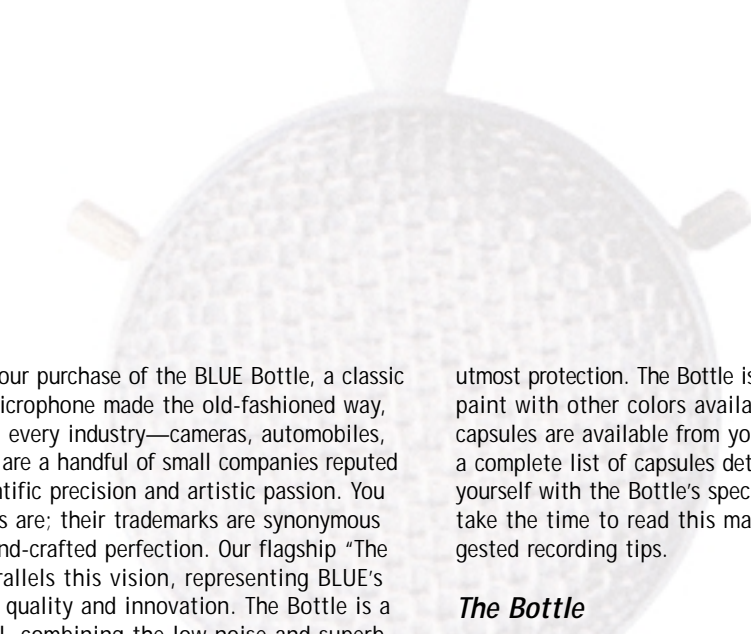 our purchase of the BLUE Bottle, a classic
icrophone made the old-fashioned way,
every industry—cameras, automobiles,
are a handful of small companies reputed
ntific precision and artistic passion. You
s are; their trademarks are synonymous
nd-crafted perfection. Our flagship "The
rallels this vision, representing BLUE's
quality and innovation. The Bottle is a
combining the low noise and superb
utmost protection. The Bottle is
paint with other colors availa
capsules are available from yo
a complete list of capsules det
yourself with the Bottle's spec
take the time to read this ma
gested recording tips.
The Bottle